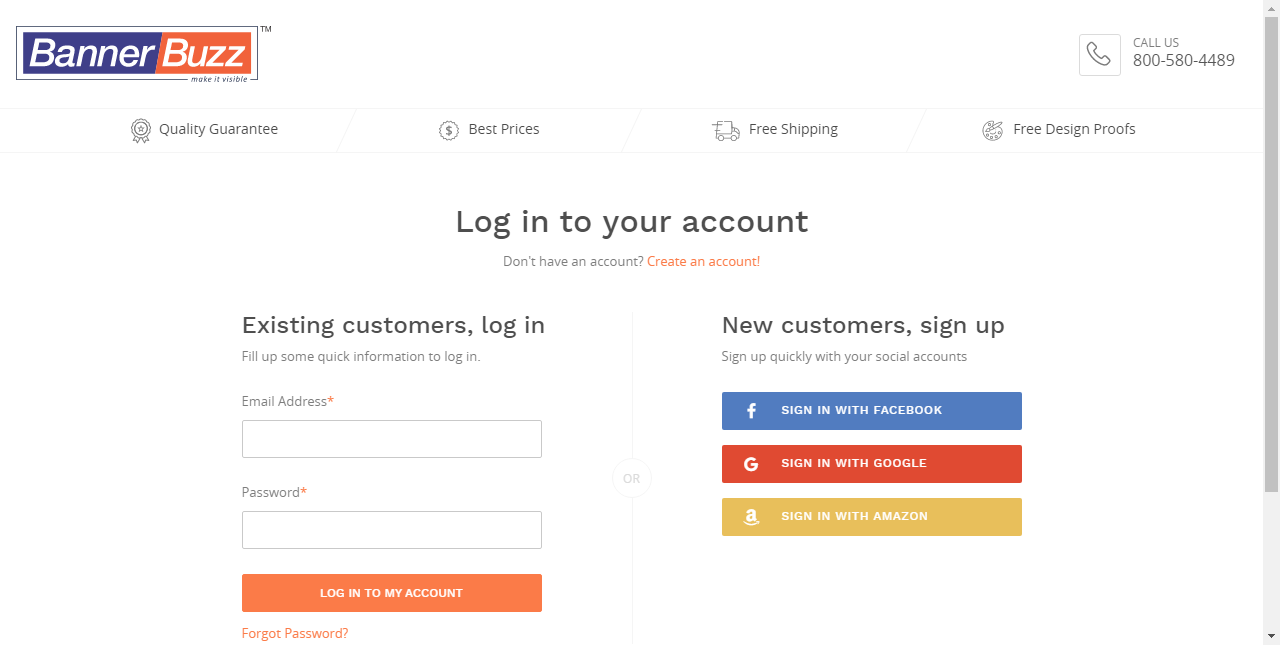 Banner Buzz TM
make it visible
CALL US
800-580-4489
Quality Guarantee
Best Prices
Free Shipping
Free Design Proofs
Log in to your account
Don't have an account? Create an account!
Existing customers, log in
Fill up some quick information to log in.
Email Address*
Password*
LOG IN TO MY ACCOUNT
Forgot Password?
OR
New customers, sign up
Sign up quickly with your social accounts
SIGN IN WITH FACEBOOK
SIGN IN WITH GOOGLE
SIGN IN WITH AMAZON